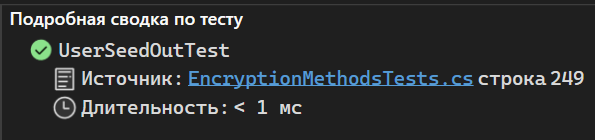 Подробная сводка по тесту
UserSeedOutTest
Источник: EncryptionMethodsTests.cs строка 249
Длительность: < 1 мс